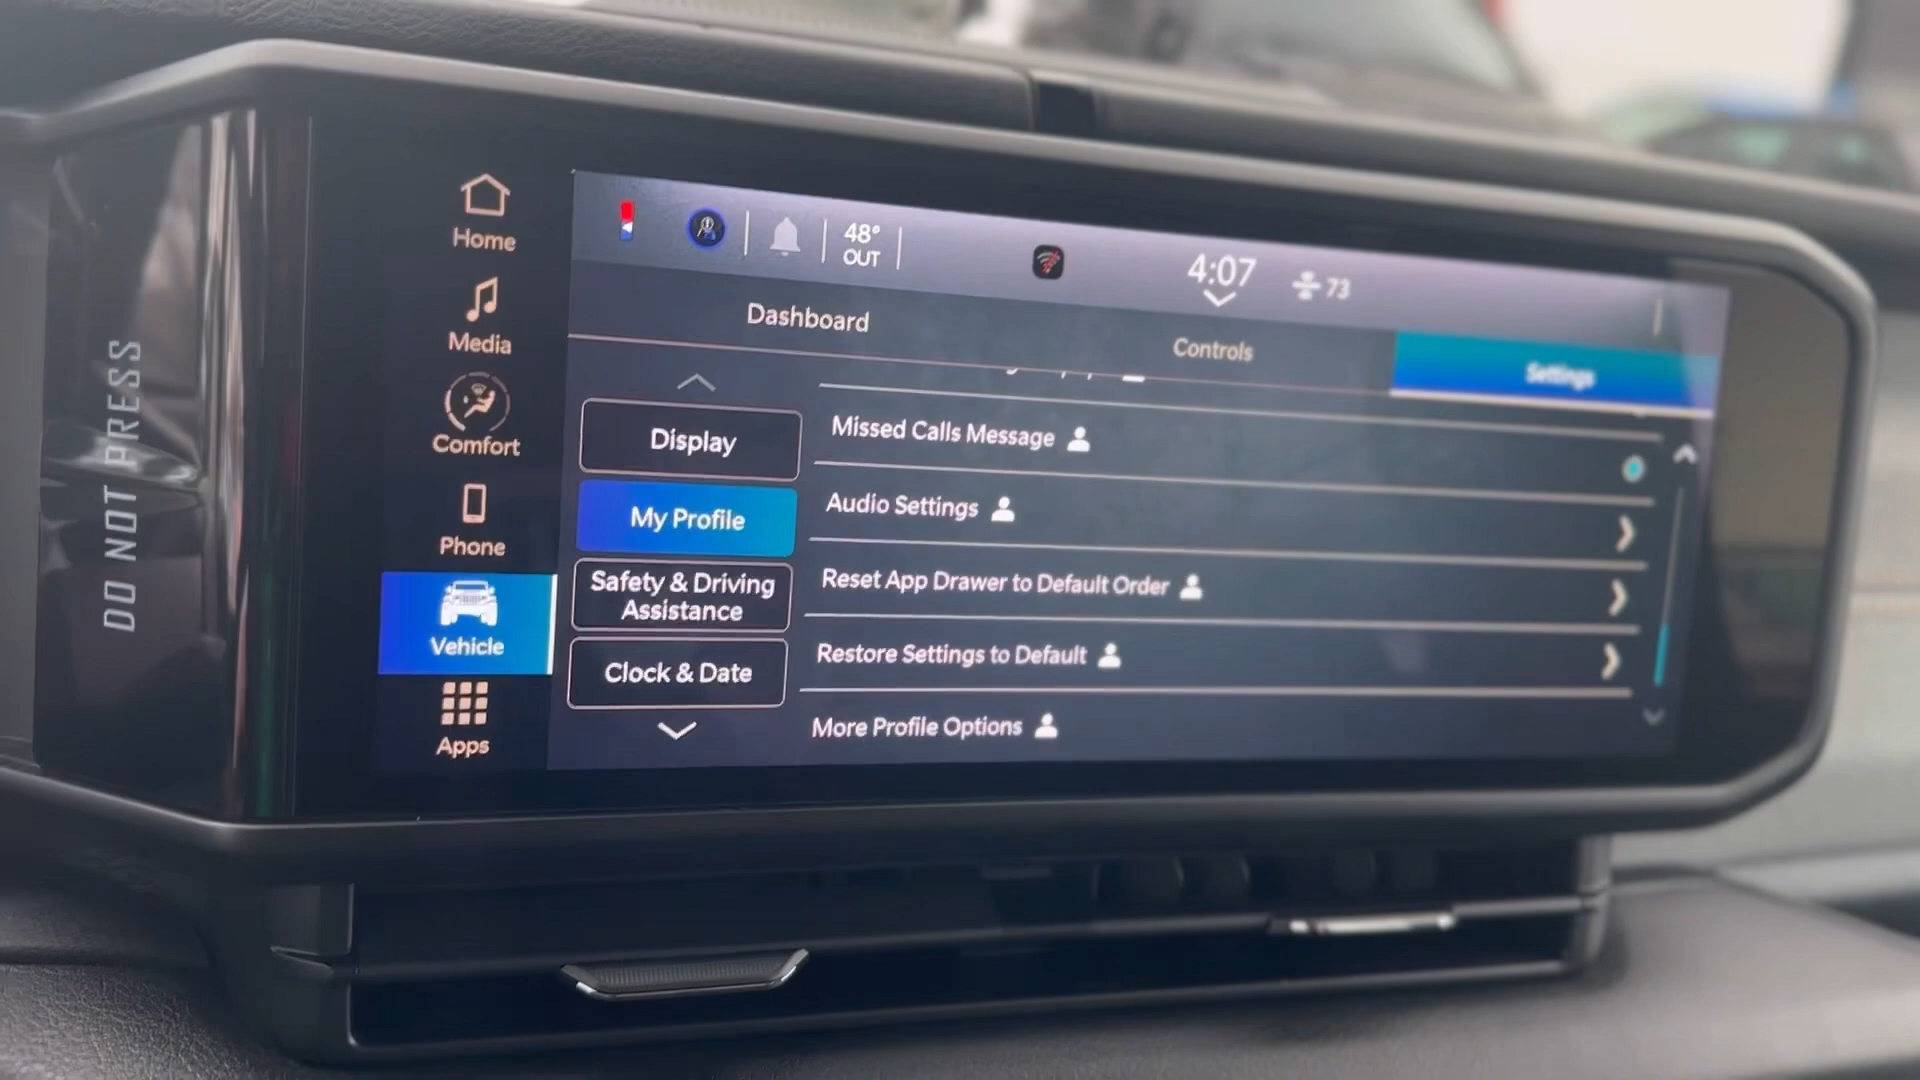 DO NOT PRESS
Home
Media
Comfort
Phone
Vehicle
Apps
48°
OUT
4:07
73
Dashboard
Controls
Settings
Display
My Profile
Safety & Driving
Assistance
Clock & Date
Missed Calls Message
Audio Settings
Reset App Drawer to Default Order
Restore Settings to Default
More Profile Options